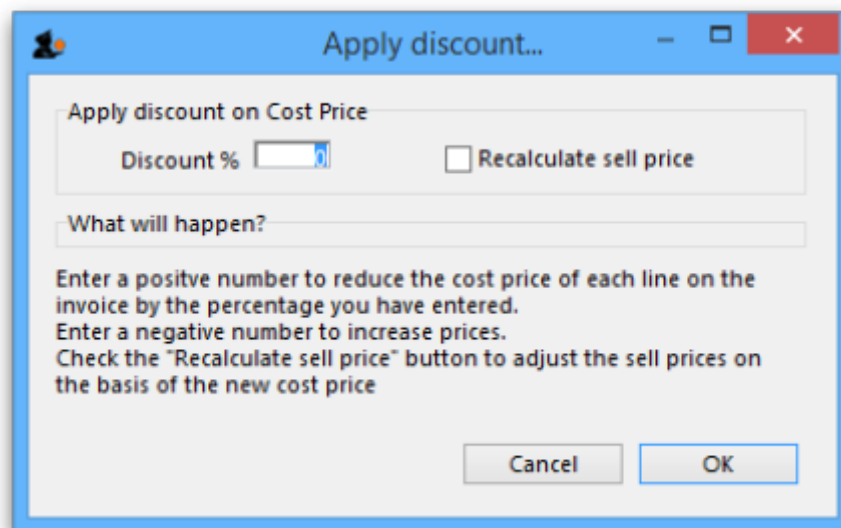 Apply discount...
Apply discount on Cost Price
Discount % 0 Recalculate sell price
What will happen?
Enter a positve number to reduce the cost price of each line on the
invoice by the percentage you have entered.
Enter a negative number to increase prices.
Check the "Recalculate sell price" button to adjust the sell prices on
the basis of the new cost price
Cancel OK